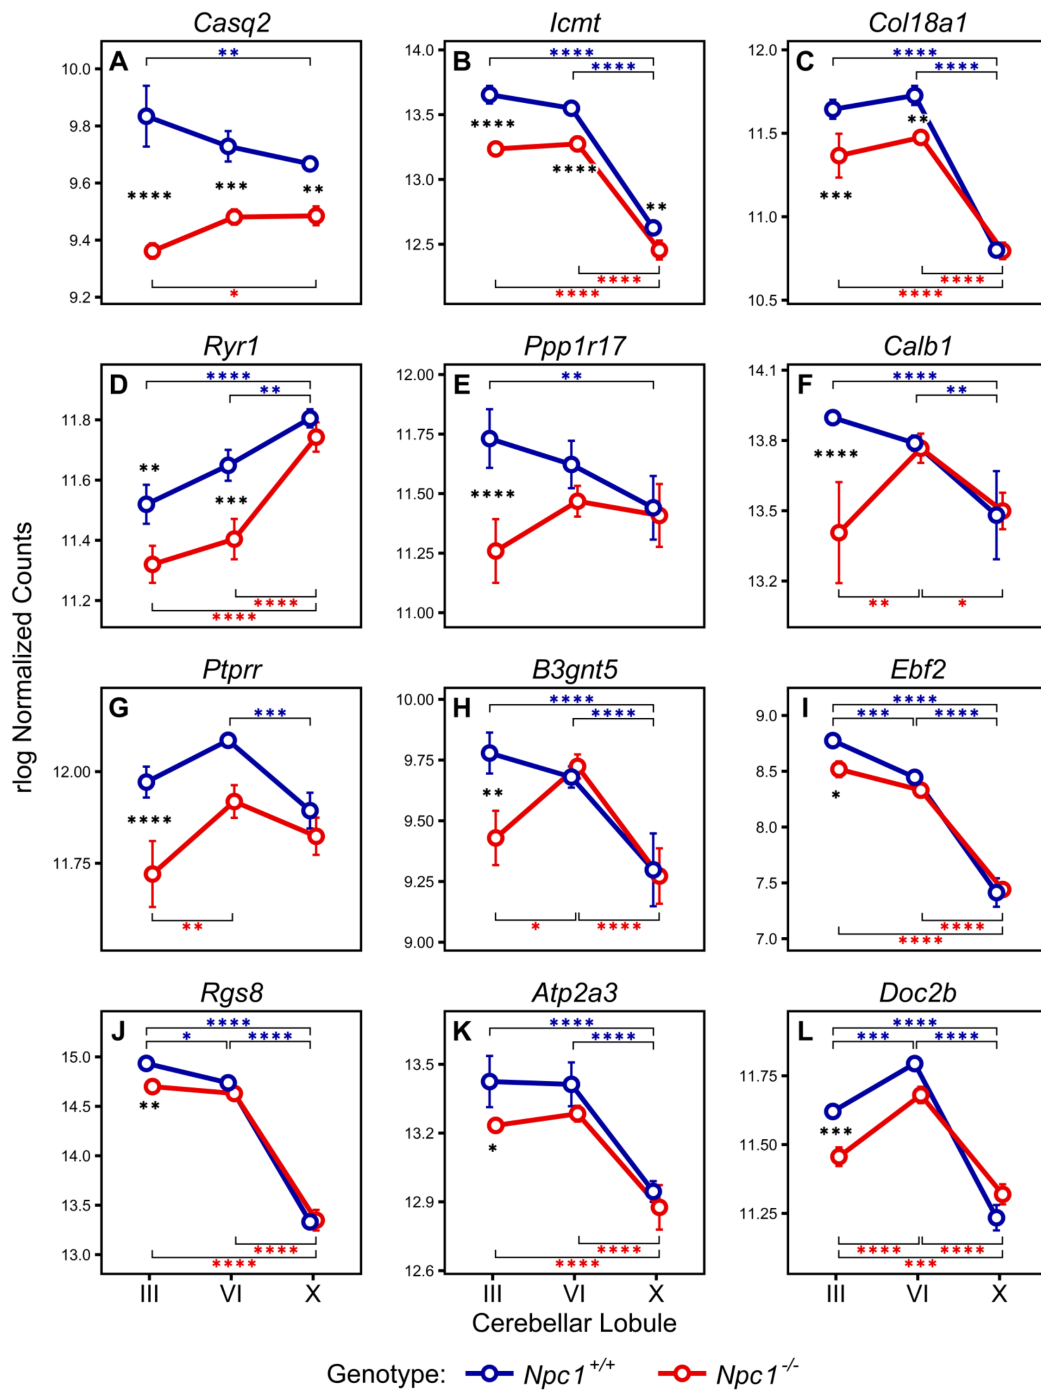 Casq2 Icmt Col18a1
A ** B **** **** C **** ****
10.0 14.0 12.0
9.8 13.5 11.5
9.6 13.0 11.0
9.4 12.5 10.5
9.2
**** *** ** **** **** ** *** **
* **** **** **** ****
Ryr1 Ppp1r17 Calb1
D **** ** E ** F **** **
11.8 12.00 14.1
11.6 11.75 13.8
11.4 11.50 13.5
11.2 11.25 13.2
11.00
** *** **** ****
**** **** ** *
rlog Normalized Counts
Ptprr B3gnt5 Ebf2
G *** H **** **** I **** *** ****
12.00 10.00 9.0
11.75 9.75 8.5
9.50 8.0
9.25 7.5
9.00 7.0
**** ** *
** * **** **** ****
Rgs8 Atp2a3 Doc2b
J **** * **** K **** **** L **** *** ****
15.0 13.5 11.75
14.5 13.2 11.50
14.0 12.9 11.25
13.5 12.6
13.0
** * ***
**** **** **** **** **** **** ***
III VI X III VI X III VI X
Cerebellar Lobule
Genotype: Npc1+/+ Npc1-/-